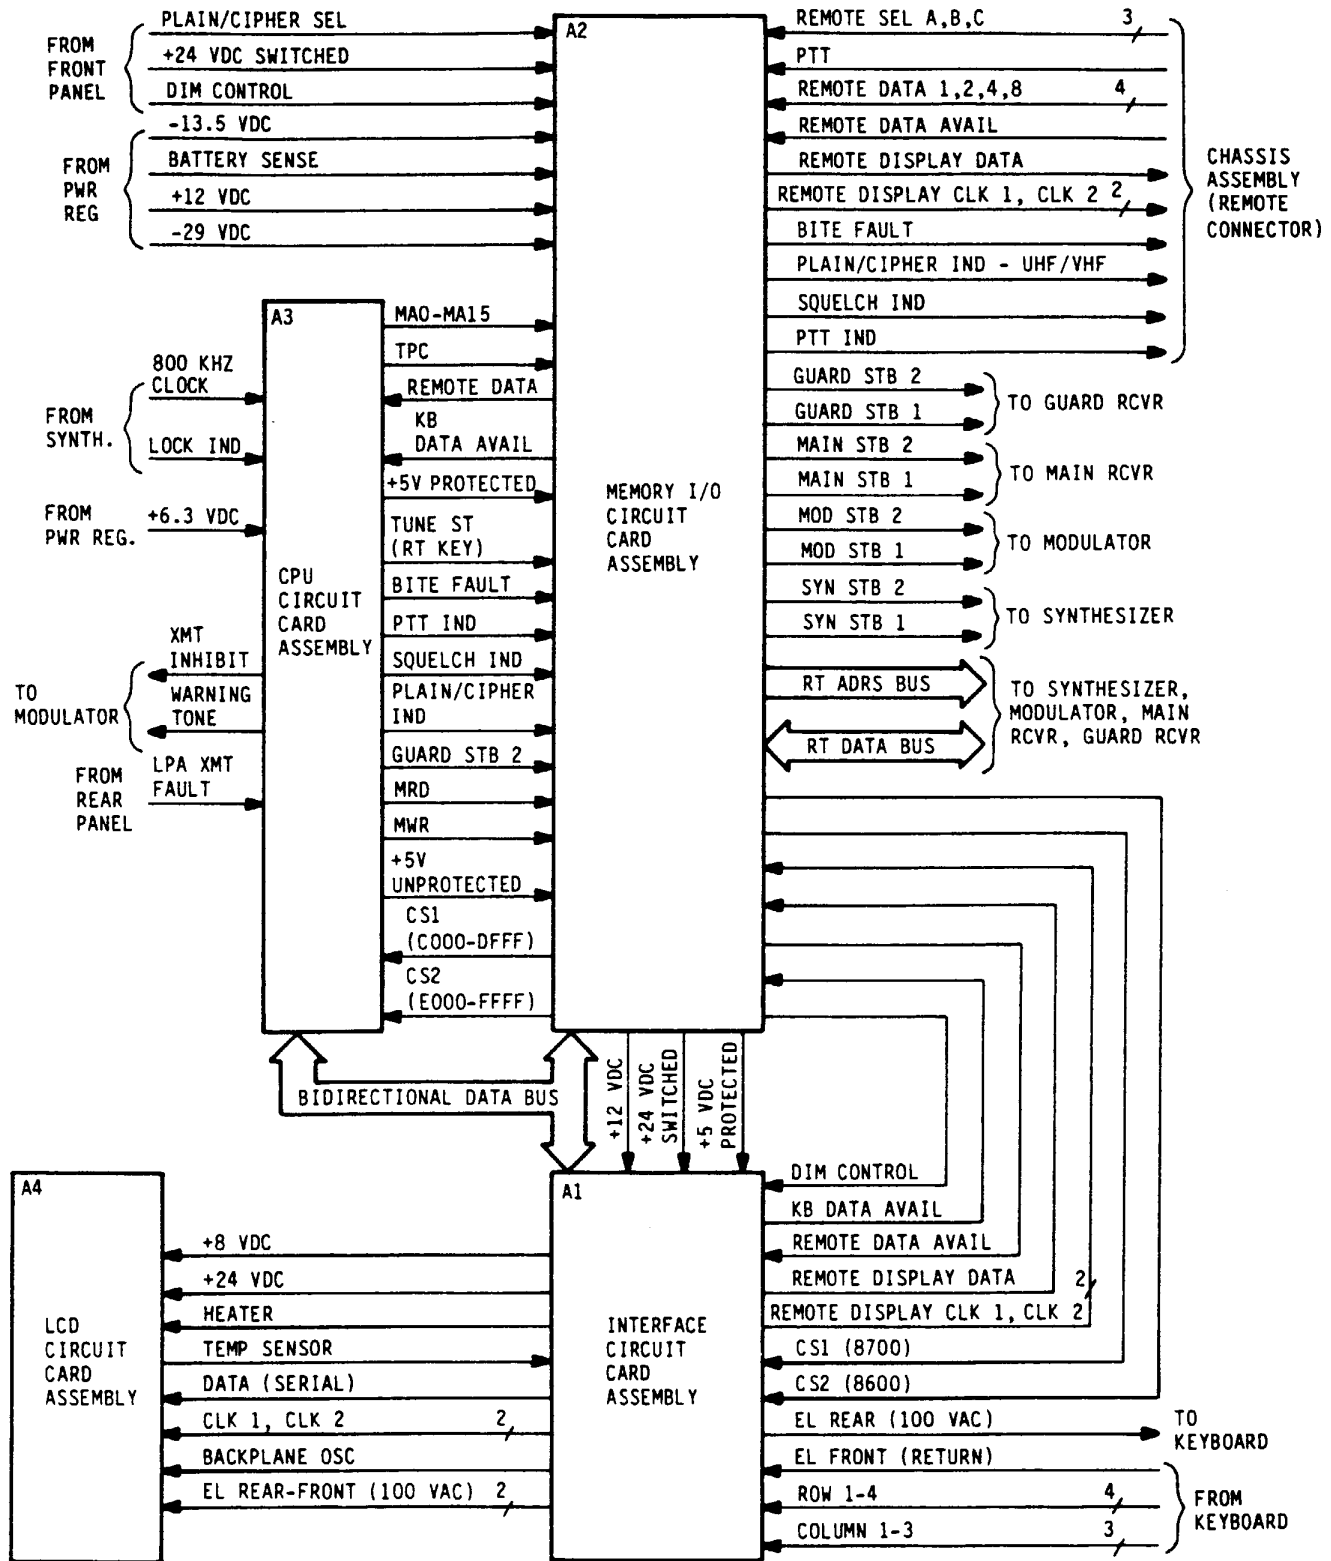 FROM
FRONT
PANEL
PLAIN/CIPHER SEL
+24 VDC SWITCHED
DIM CONTROL
FROM
PWR
REG
-13.5 VDC
BATTERY SENSE
+12 VDC
-29 VDC
A2
MEMORY I/O
CIRCUIT
CARD
ASSEMBLY
REMOTE SEL A,B,C 3
PTT
REMOTE DATA 1,2,4,8 4
REMOTE DATA AVAIL
REMOTE DISPLAY DATA
REMOTE DISPLAY CLK 1, CLK 2 2
BITE FAULT
PLAIN/CIPHER IND - UHF/VHF
SQUELCH IND
PTT IND
CHASSIS
ASSEMBLY
(REMOTE
CONNECTOR)
GUARD STB 2
GUARD STB 1
TO GUARD RCVR
MAIN STB 2
MAIN STB 1
TO MAIN RCVR
MOD STB 2
MOD STB 1
TO MODULATOR
SYN STB 2
SYN STB 1
TO SYNTHESIZER
RT ADRS BUS
RT DATA BUS
TO SYNTHESIZER,
MODULATOR, MAIN
RCVR, GUARD RCVR
A3
CPU
CIRCUIT
CARD
ASSEMBLY
FROM
SYNTH.
800 KHZ
CLOCK
LOCK IND
FROM
PWR REG.
+6.3 VDC
TO
MODULATOR
XMT
INHIBIT
WARNING
TONE
FROM
REAR
PANEL
LPA XMT
FAULT
MAO-MA15
TPC
REMOTE DATA
KB
DATA AVAIL
+5V PROTECTED
TUNE ST
(RT KEY)
BITE FAULT
PTT IND
SQUELCH IND
PLAIN/CIPHER
IND
GUARD STB 2
MRD
MWR
+5V
UNPROTECTED
CS1
(C000-DFFF)
CS2
(E000-FFFF)
BIDIRECTIONAL DATA BUS
+12 VDC
+24 VDC
SWITCHED
+5 VDC
PROTECTED
A4
LCD
CIRCUIT
CARD
ASSEMBLY
+8 VDC
+24 VDC
HEATER
TEMP SENSOR
DATA (SERIAL)
CLK 1, CLK 2 2
BACKPLANE OSC
EL REAR-FRONT (100 VAC) 2
A1
INTERFACE
CIRCUIT
CARD
ASSEMBLY
DIM CONTROL
KB DATA AVAIL
REMOTE DATA AVAIL
REMOTE DISPLAY DATA 2
REMOTE DISPLAY CLK 1, CLK 2
CS1 (8700)
CS2 (8600)
EL REAR (100 VAC)
TO
KEYBOARD
EL FRONT (RETURN)
ROW 1-4 4
COLUMN 1-3 3
FROM
KEYBOARD